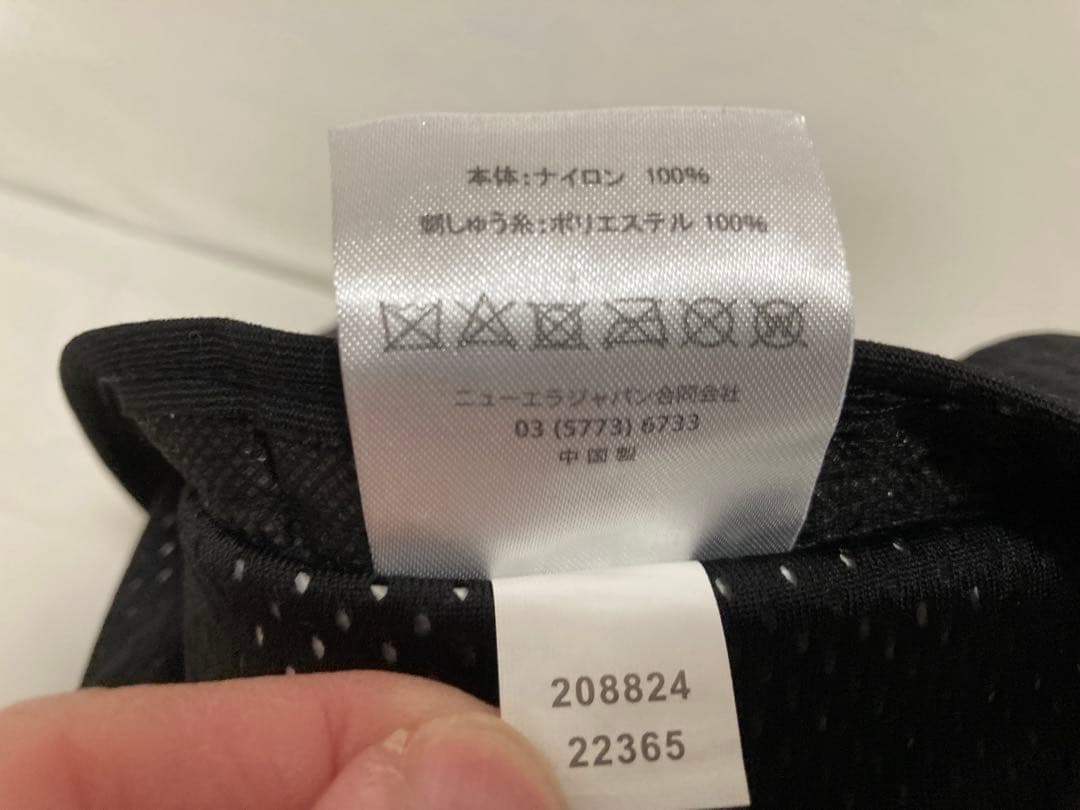 本体:ナイロン 100%
刺しゅう糸:ポリエステル 100%
ニューエラジャパン合同会社
03 (5773) 6733
中国製
208824
22365